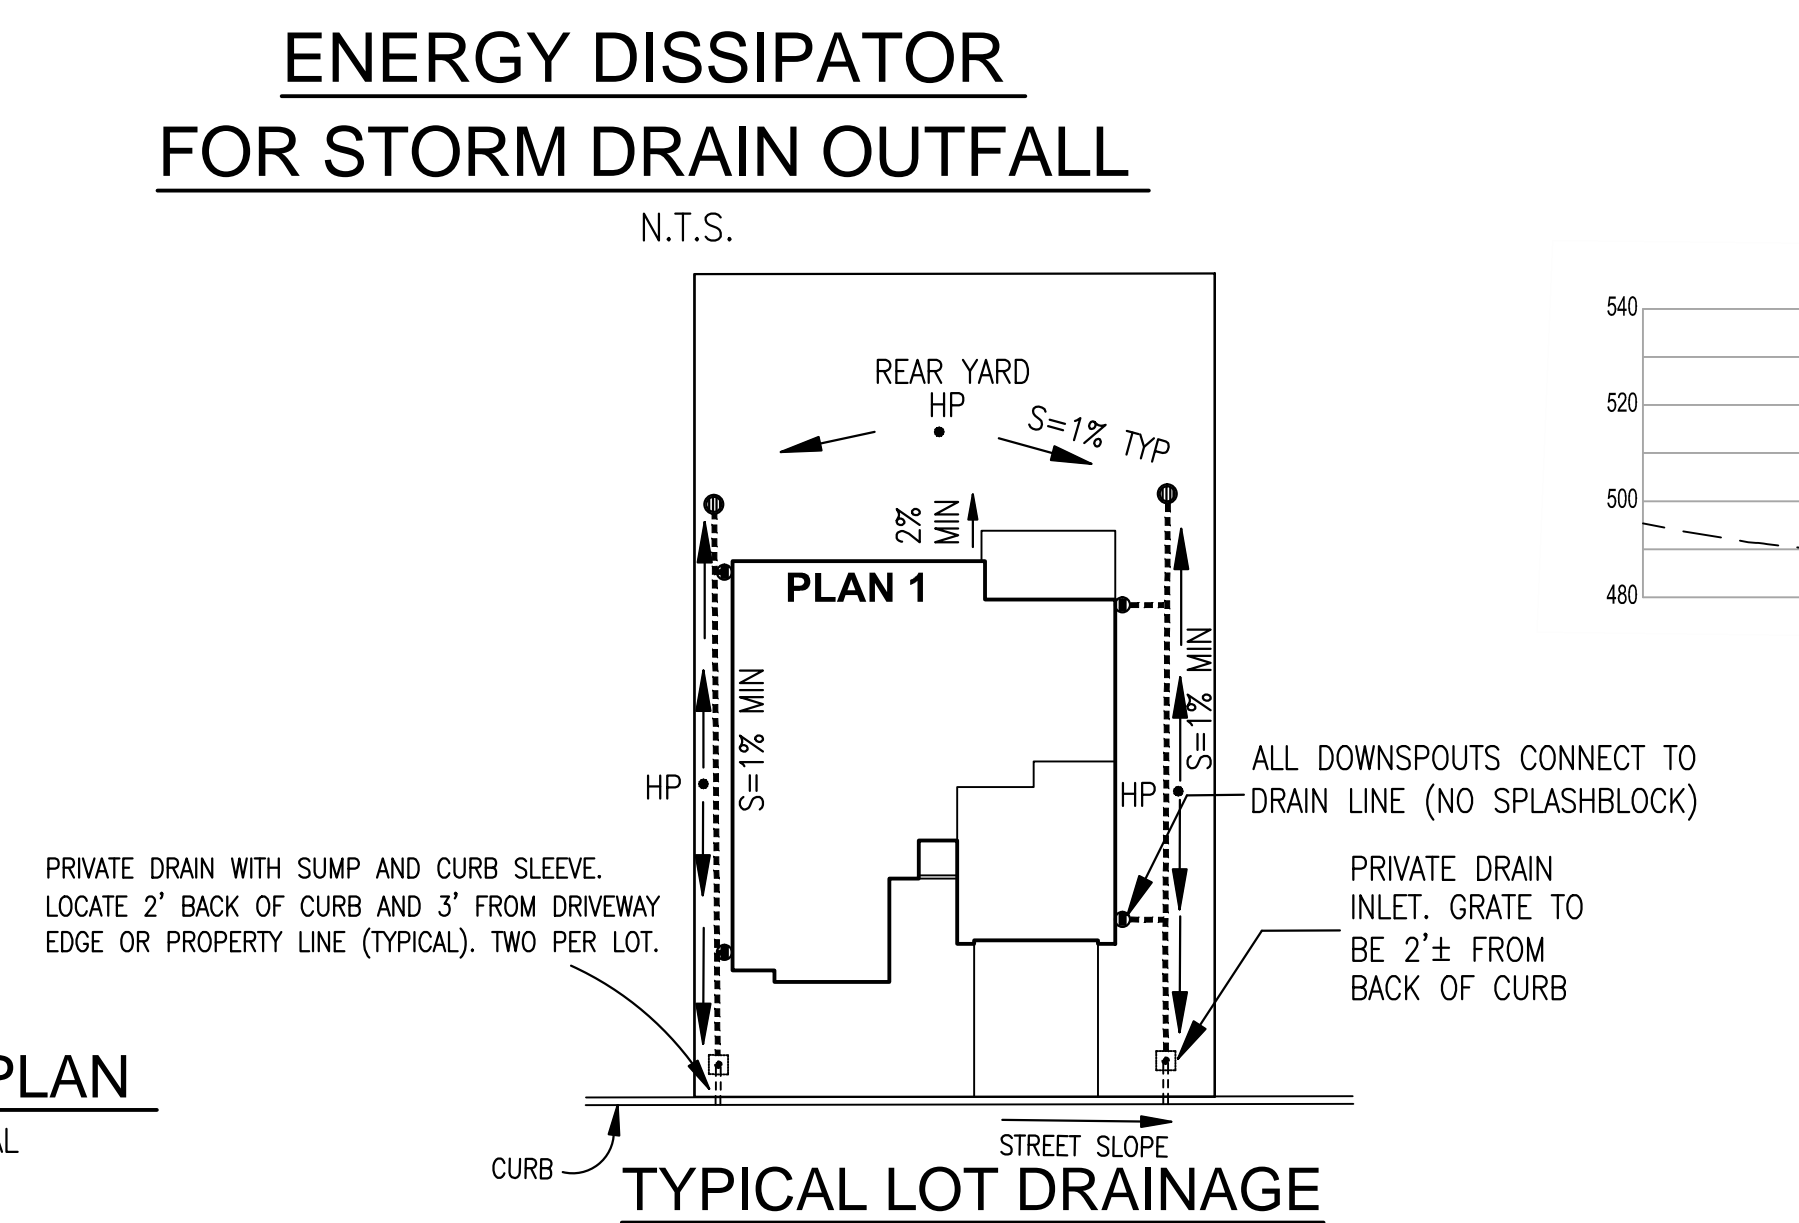 ENERGY DISSIPATOR
FOR STORM DRAIN OUTFALL
N.T.S.
540
520
500
480
REAR YARD
HP
S=1% TYP
2%
MIN
PLAN 1
S=1% MIN
S=1% MIN
HP
HP
ALL DOWNSPOUTS CONNECT TO
DRAIN LINE (NO SPLASHBLOCK)
PRIVATE DRAIN
INLET. GRATE TO
BE 2'± FROM
BACK OF CURB
PRIVATE DRAIN WITH SUMP AND CURB SLEEVE.
LOCATE 2' BACK OF CURB AND 3' FROM DRIVEWAY
EDGE OR PROPERTY LINE (TYPICAL). TWO PER LOT.
PLAN
AL
CURB
STREET SLOPE
TYPICAL LOT DRAINAGE